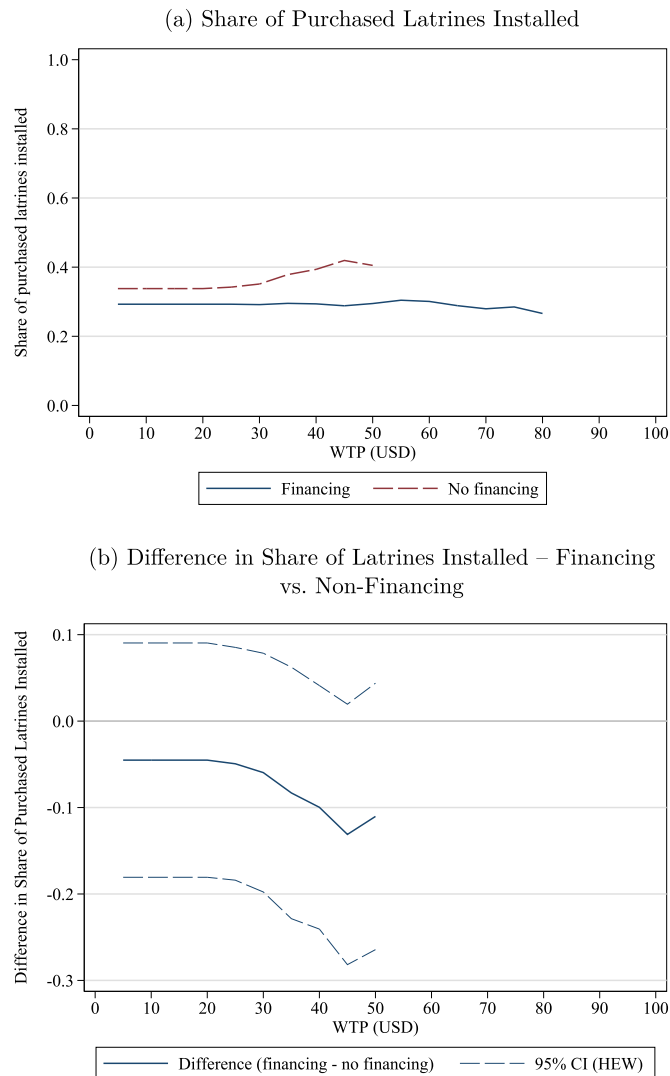 (a) Share of Purchased Latrines Installed
Share of purchased latrines installed
1.0
0.8
0.6
0.4
0.2
0.0
0 10 20 30 40 50 60 70 80 90 100
WTP (USD)
Financing No financing
(b) Difference in Share of Latrines Installed – Financing
vs. Non-Financing
Difference in Share of Purchased Latrines Installed
0.1
0.0
-0.1
-0.2
-0.3
0 10 20 30 40 50 60 70 80 90 100
WTP (USD)
Difference (financing - no financing) 95% CI (HEW)